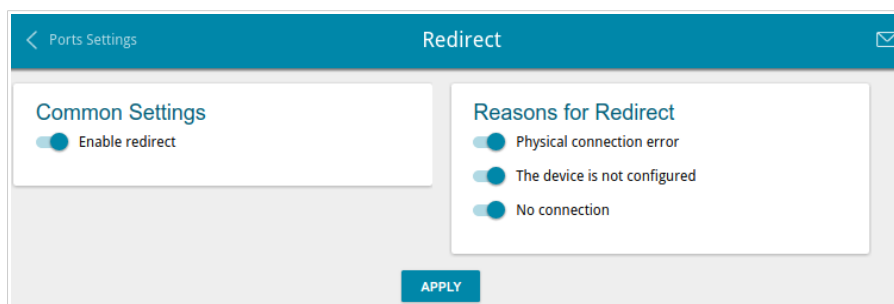 Ports Settings
Redirect
Common Settings
Enable redirect
Reasons for Redirect
Physical connection error
The device is not configured
No connection
APPLY